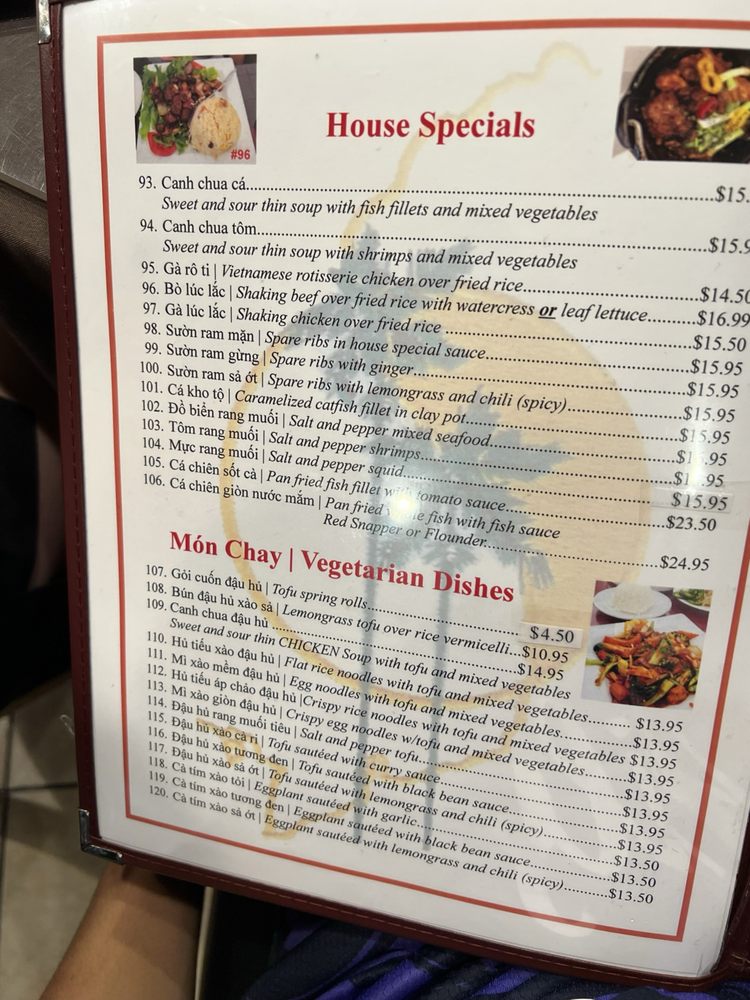 #96
House Specials
93. Canh chua cá..........$15.
Sweet and sour thin soup with fish fillets and mixed vegetables
94. Canh chua tôm..........$15.9
Sweet and sour thin soup with shrimps and mixed vegetables
95. Gà rô ti | Vietnamese rotisserie chicken over fried rice..........$14.50
96. Bò lúc lắc | Shaking beef over fried rice with watercress or leaf lettuce..........$16.99
97. Gà lúc lắc | Shaking chicken over fried rice ..........$15.50
98. Sườn ram mặn | Spare ribs in house special sauce..........$15.95
99. Sườn ram gừng | Spare ribs with ginger..........$15.95
100. Sườn ram sả ớt | Spare ribs with lemongrass and chili (spicy)..........$15.95
101. Cá kho tộ | Caramelized catfish fillet in clay pot..........$15.95
102. Đồ biển rang muối | Salt and pepper mixed seafood..........
103. Tôm rang muối | Salt and pepper shrimps..........
104. Mực rang muối | Salt and pepper squid..........$15.95
105. Cá chiên sốt cà | Pan fried fish fillet with tomato sauce..........$23.50
106. Cá chiên giòn nước mắm | Pan fried fish with fish sauce
Red Snapper or Flounder..........$24.95
Món Chay | Vegetarian Dishes
107. Gỏi cuốn đậu hủ | Tofu spring rolls..........$4.50
108. Bún đậu hủ xào sả | Lemongrass tofu over rice vermicelli...$10.95
109. Canh chua đậu hủ ..........$14.95
Sweet and sour thin CHICKEN Soup with tofu and mixed vegetables
110. Hủ tiếu xào đậu hủ | Flat rice noodles with tofu and mixed vegetables..........$13.95
111. Mì xào mềm đậu hủ | Egg noodles with tofu and mixed vegetables..........$13.95
112. Hủ tiếu áp chảo đậu hủ |Crispy rice noodles with tofu and mixed vegetables $13.95
113. Mì xào giòn đậu hủ | Crispy egg noodles w/tofu and mixed vegetables..........$13.95
114. Đậu hủ rang muối tiêu | Salt and pepper tofu..........$13.95
115. Đậu hủ xào cà ri | Tofu sautéed with curry sauce
116. Đậu hủ xào tương đen | Tofu sautéed with black bean sauce..........$13.95
117. Đậu hủ xào sả ớt | Tofu sautéed with lemongrass and chili (spicy)..........$13.95
118. Cà tím xào tỏi | Eggplant sautéed with garlic..........$13.50
119. Cà tím xào tương đen | Eggplant sautéed with black bean sauce..........$13.50
120. Cà tím xào sả ớt | Eggplant sautéed with lemongrass and chili (spicy)..........$13.50